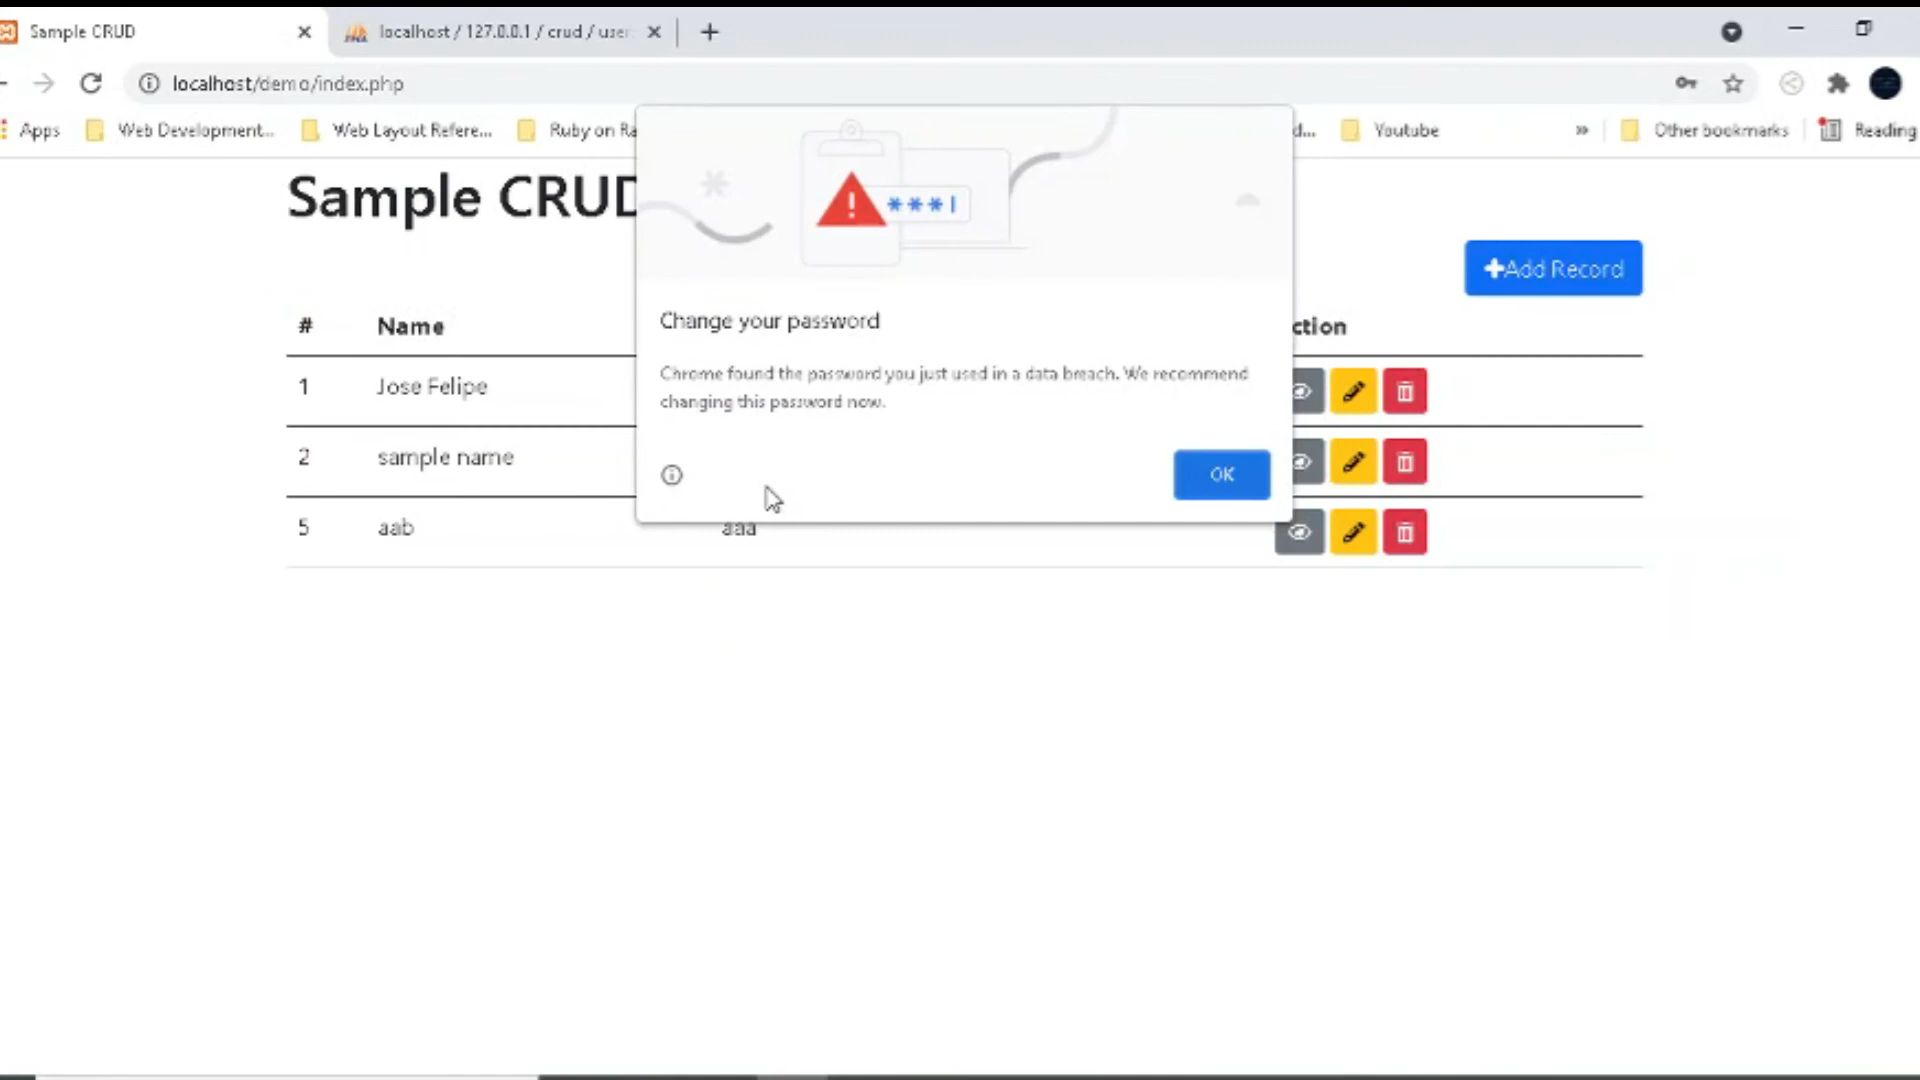 Sample CRUD
localhost / 127.0.0.1 / crud / user
localhost/demo/index.php
Apps
Web Development...
Web Layout Refere...
Ruby on Ra
d...
Youtube
»
Other bookmarks
Reading
Sample CRUD
***|
+Add Record
# Name ction
Change your password
Chrome found the password you just used in a data breach. We recommend
changing this password now.
OK
1 Jose Felipe
2 sample name
5 aab aaa